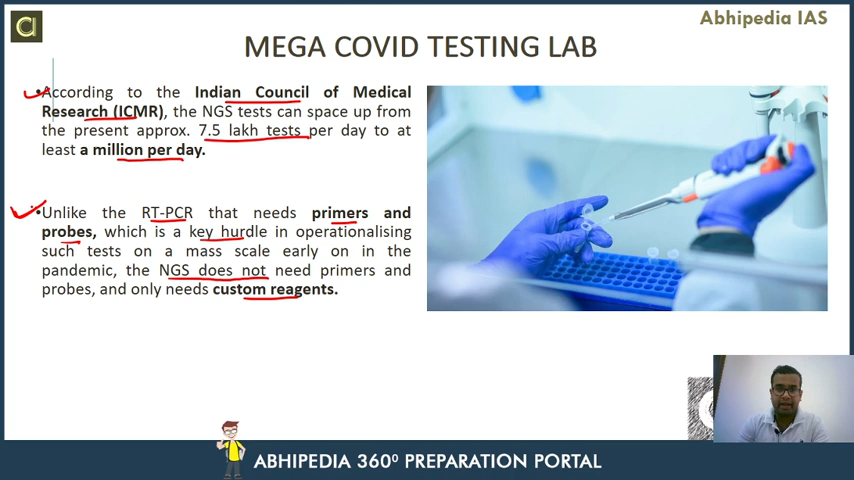 Abhipedia IAS
MEGA COVID TESTING LAB
•According to the Indian Council of Medical
Research (ICMR), the NGS tests can space up from
the present approx. 7.5 lakh tests per day to at
least a million per day.
•Unlike the RT-PCR that needs primers and
probes, which is a key hurdle in operationalising
such tests on a mass scale early on in the
pandemic, the NGS does not need primers and
probes, and only needs custom reagents.
ABHIPEDIA 360⁰ PREPARATION PORTAL